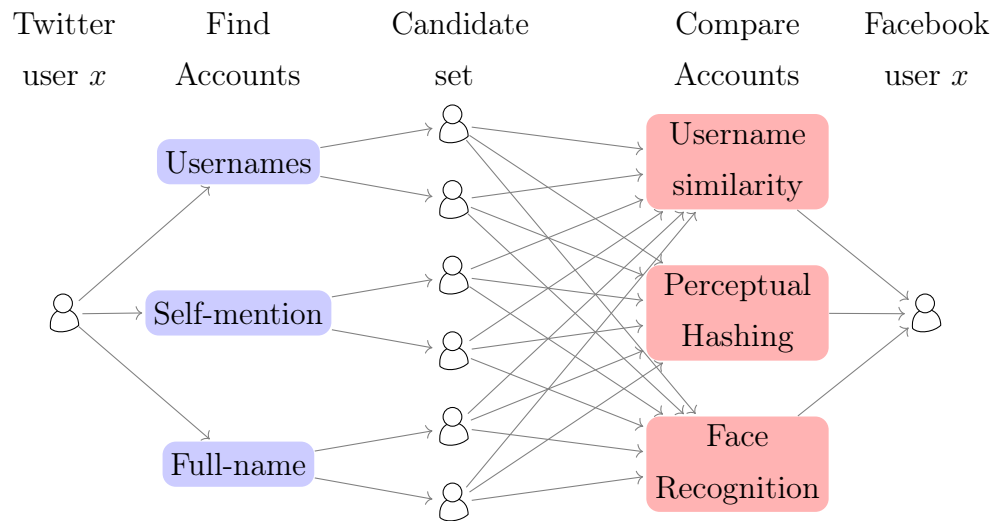 Twitter
user x
Find
Accounts
Candidate
set
Compare
Accounts
Facebook
user x
Usernames
Self-mention
Full-name
Username
similarity
Perceptual
Hashing
Face
Recognition